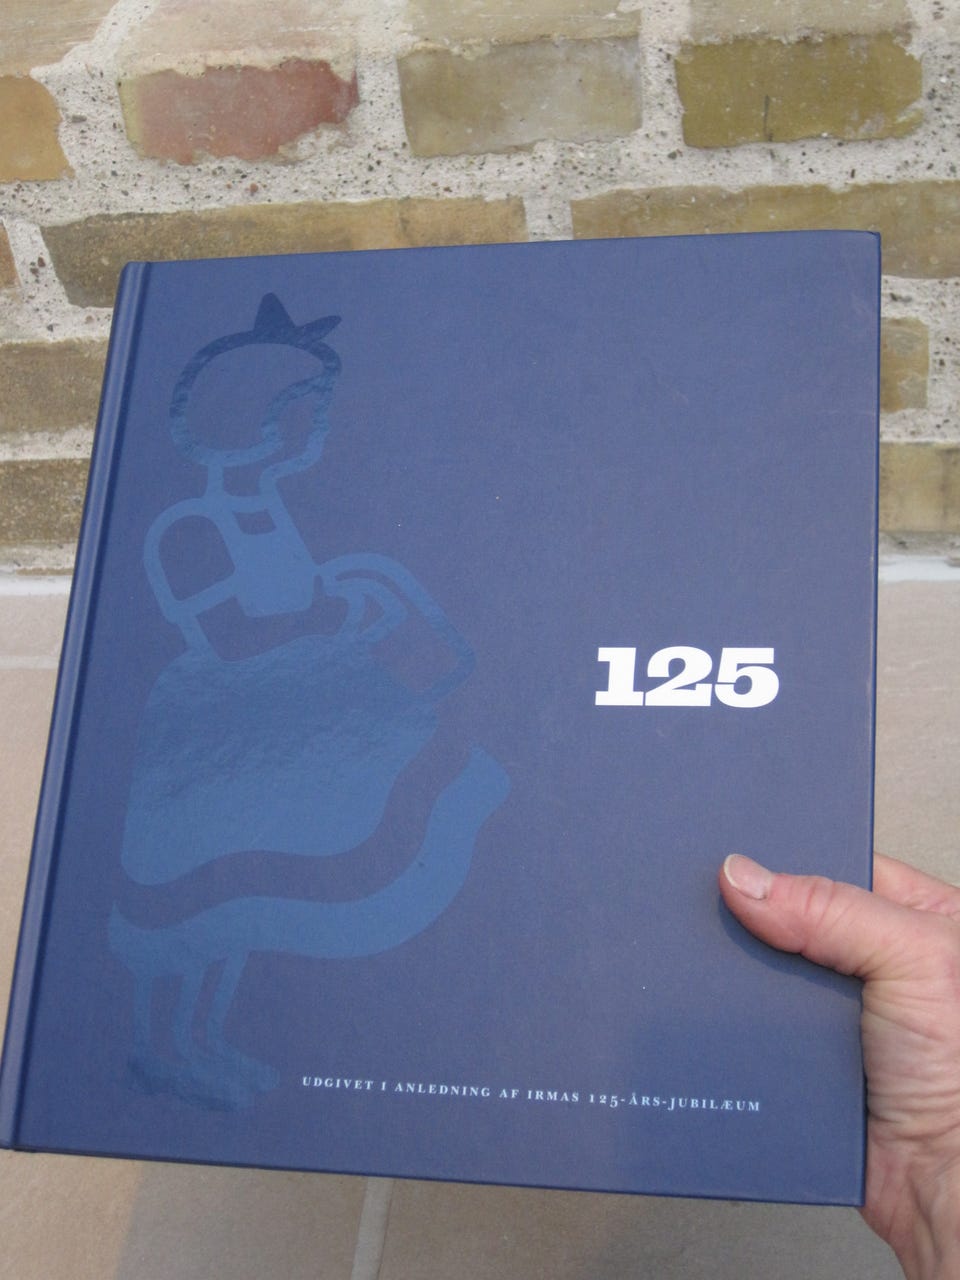 125
UDGIVET I ANLEDNING AF IRMAS 125-ÅRS-JUBILÆUM